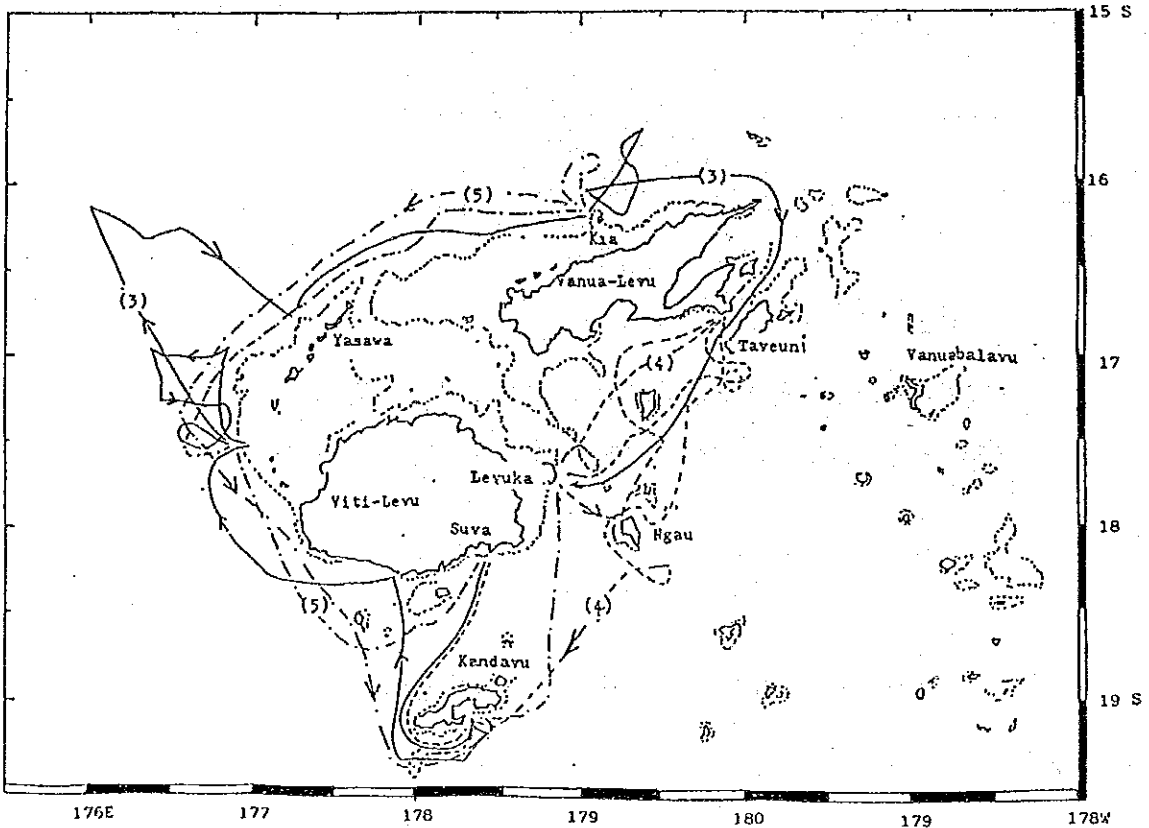 15 S
(3)
16
(5)
Kia
Vanua-Levu
(3)
Yasawa
Taveuni
(4)
17
Vanuabalavu
Levuka
Viti-Levu
Suva
Ngau
18
(5)
(4)
Kandavu
19 S
176E
177
178
179
180
179
178W